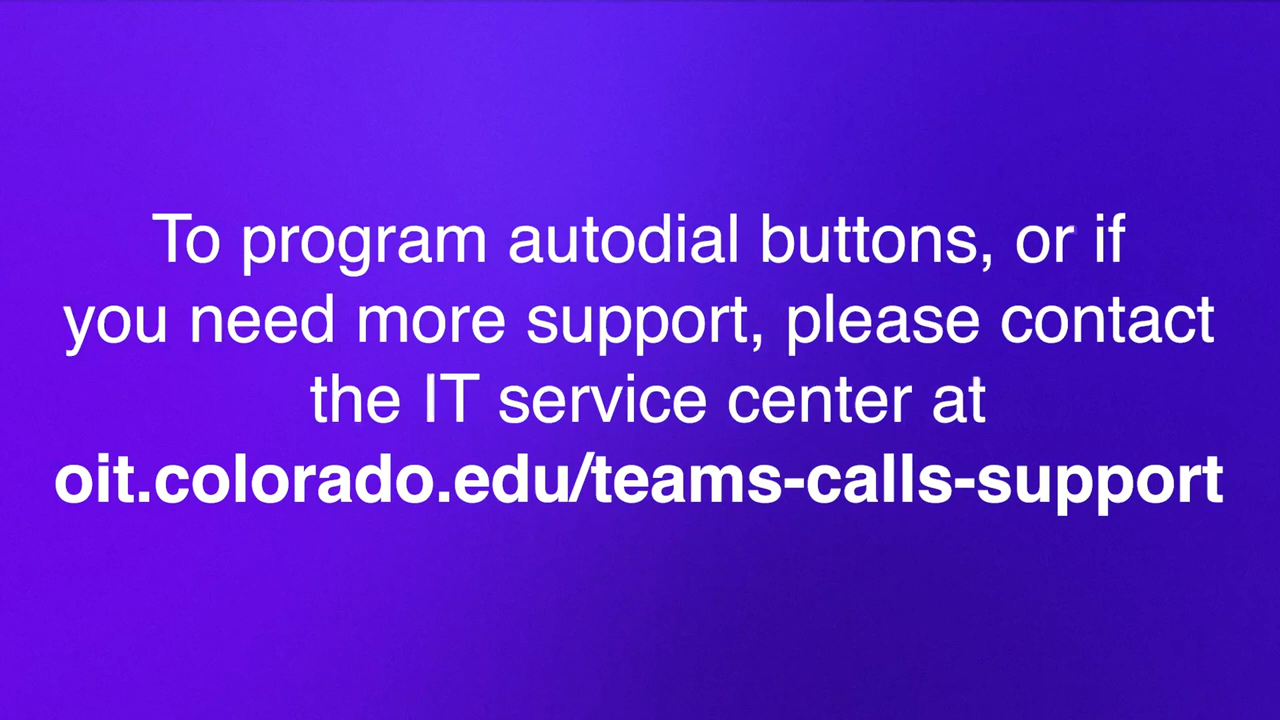 To program autodial buttons, or if
you need more support, please contact
the IT service center at
oit.colorado.edu/teams-calls-support